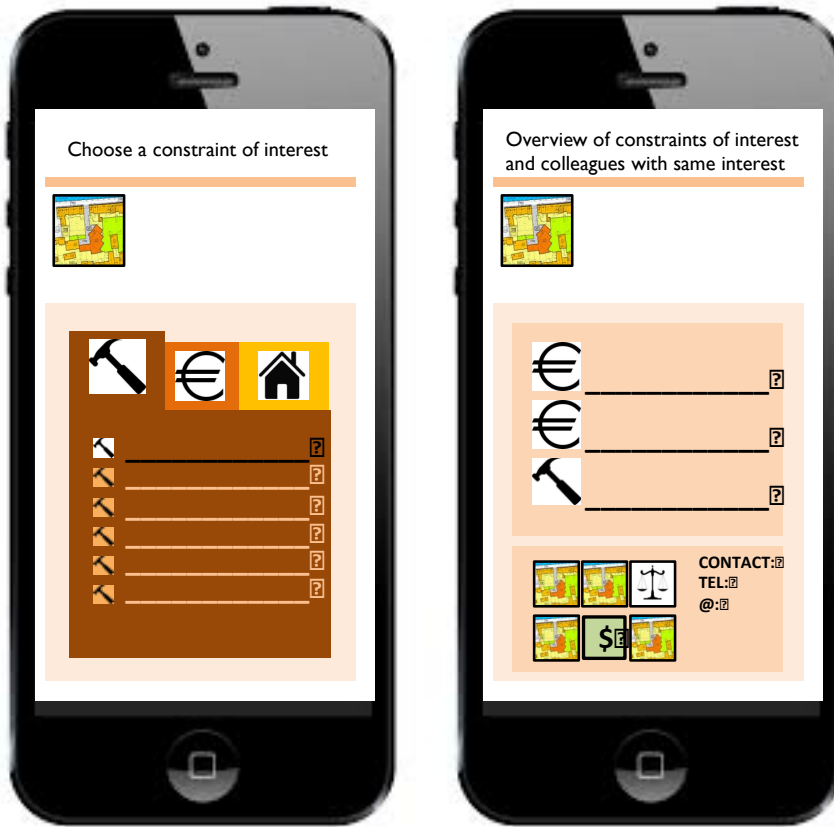 Choose a constraint of interest
Overview of constraints of interest
and colleagues with same interest
CONTACT:
TEL:
@:
$